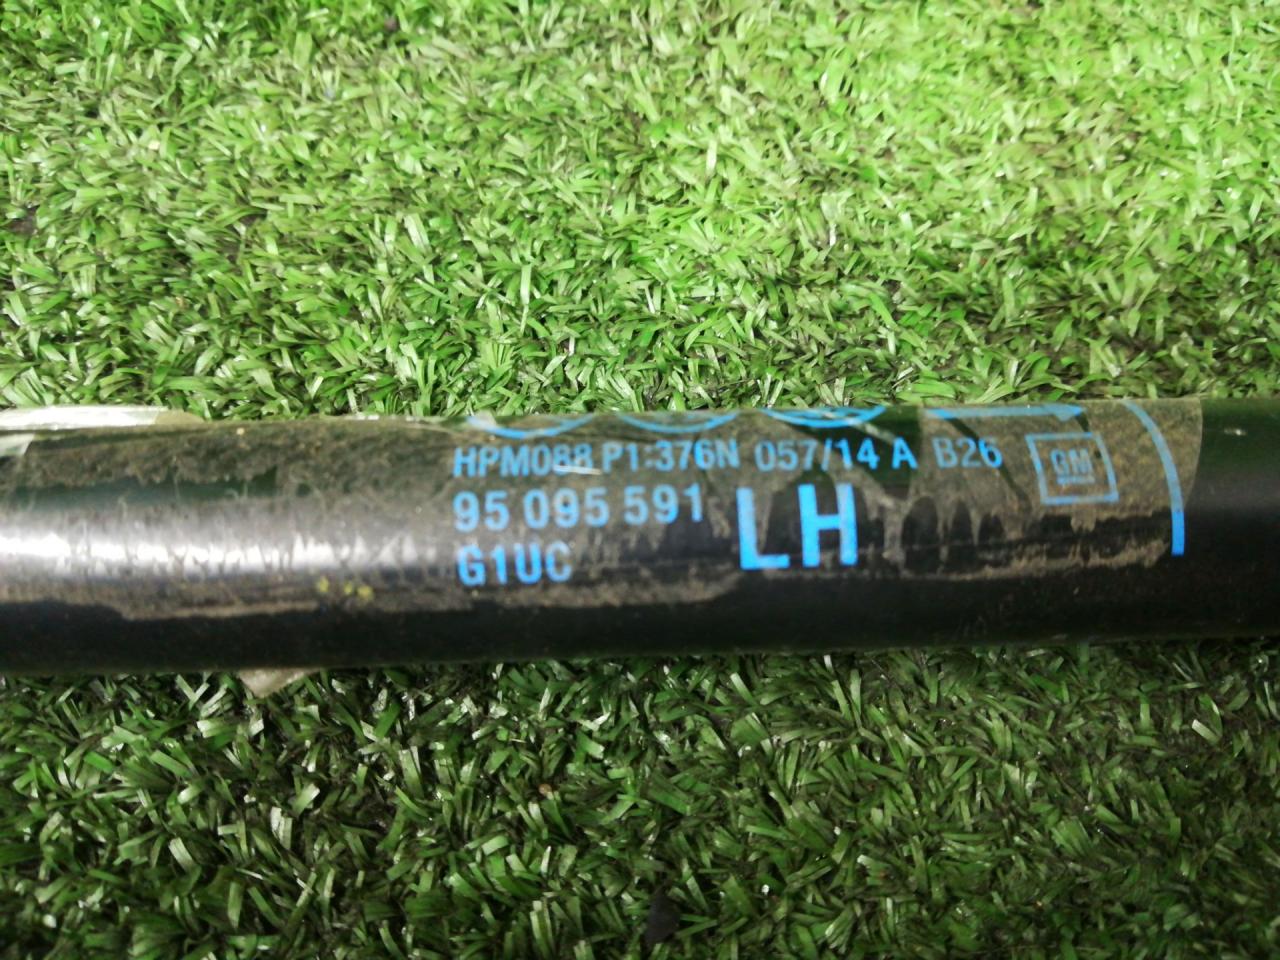 HPM088 P1:376N 057/14 A B26
GM
95 095 591
LH
G1UC